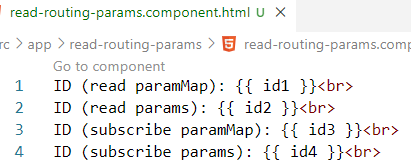 read-routing-params.component.html U
rc > app > read-routing-params > read-routing-params.comp
Go to component
1 ID (read paramMap): {{ id1 }}<br>
2 ID (read params): {{ id2 }}<br>
3 ID (subscribe paramMap): {{ id3 }}<br>
4 ID (subscribe params): {{ id4 }}<br>